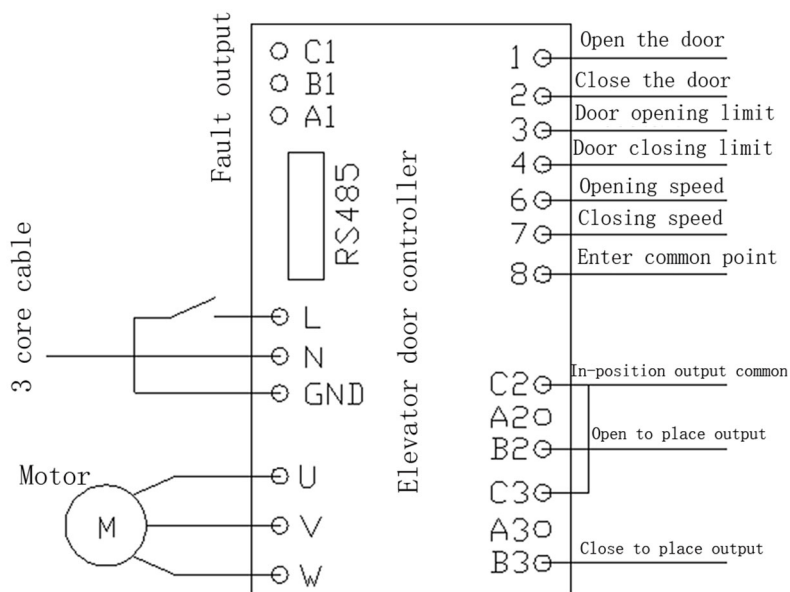 Fault output
C1
B1
A1
RS485
Elevator door controller
3 core cable
L
N
GND
Motor
M
U
V
W
1 Open the door
2 Close the door
3 Door opening limit
4 Door closing limit
6 Opening speed
7 Closing speed
8 Enter common point
C2 In-position output common
A2
B2 Open to place output
C3
A3
B3 Close to place output